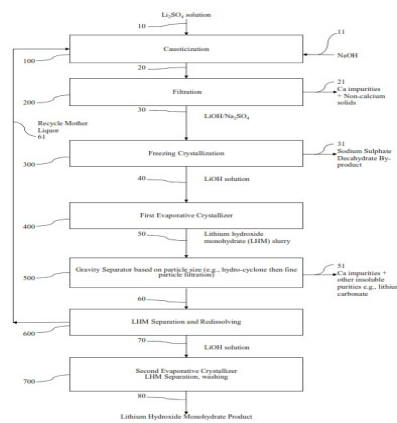 Li2SO4 solution
10
11
Causticization
100
NaOH
20
21
Filtration
Ca impurities
+ Non-calcium
solids
200
30
LiOH/Na2SO4
Recycle Mother
Liquor
61
31
Freezing Crystallization
Sodium Sulphate
Decahydrate By-
product
300
40
LiOH solution
First Evaporative Crystallizer
400
50
Lithium hydroxide
monohydrate (LHM) slurry
51
Gravity Separator based on particle size (e.g., hydro-cyclone then fine
particle filtration)
Ca impurities +
other insoluble
purities e.g., lithium
carbonate
500
60
LHM Separation and Redissolving
600
70
LiOH solution
Second Evaporative Crystallizer
LHM Separation, washing
700
80
Lithium Hydroxide Monohydrate Product